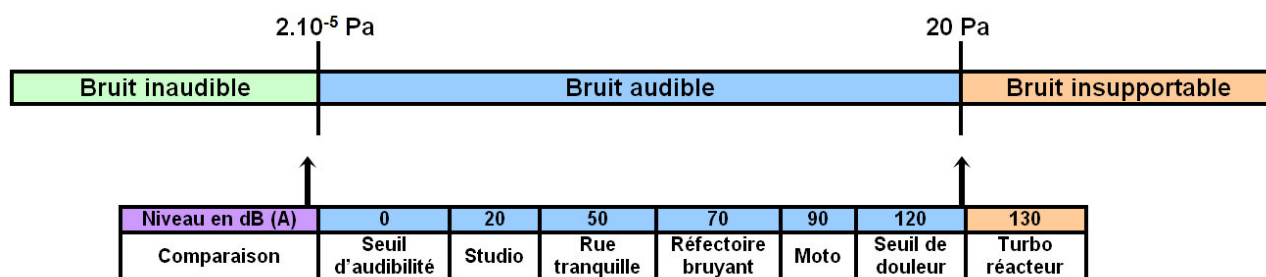 2.10-5 Pa 20 Pa
Bruit inaudible Bruit audible Bruit insupportable
Niveau en dB (A) 0 20 50 70 90 120 130
Comparaison Seuil d'audibilité Studio Rue tranquille Réfectoire bruyant Moto Seuil de douleur Turbo réacteur